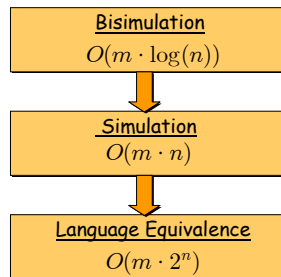 Bisimulation
O(m · log(n))
Simulation
O(m · n)
Language Equivalence
O(m · 2ⁿ)